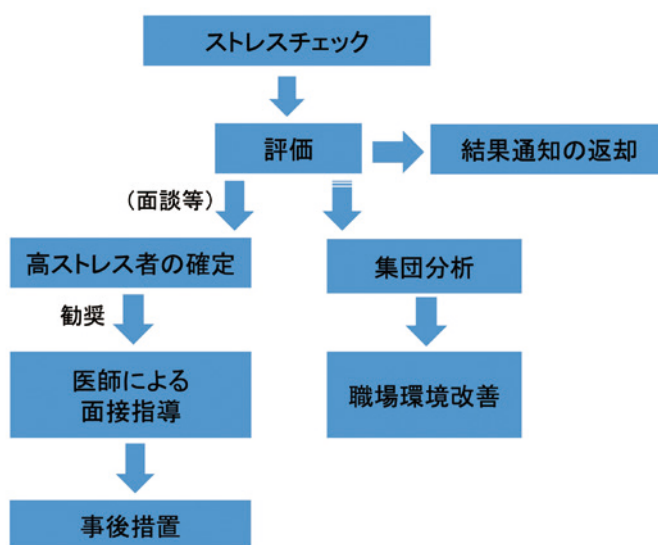 ストレスチェック
評価
結果通知の返却
（面談等）
高ストレス者の確定
集団分析
勧奨
医師による
面接指導
職場環境改善
事後措置